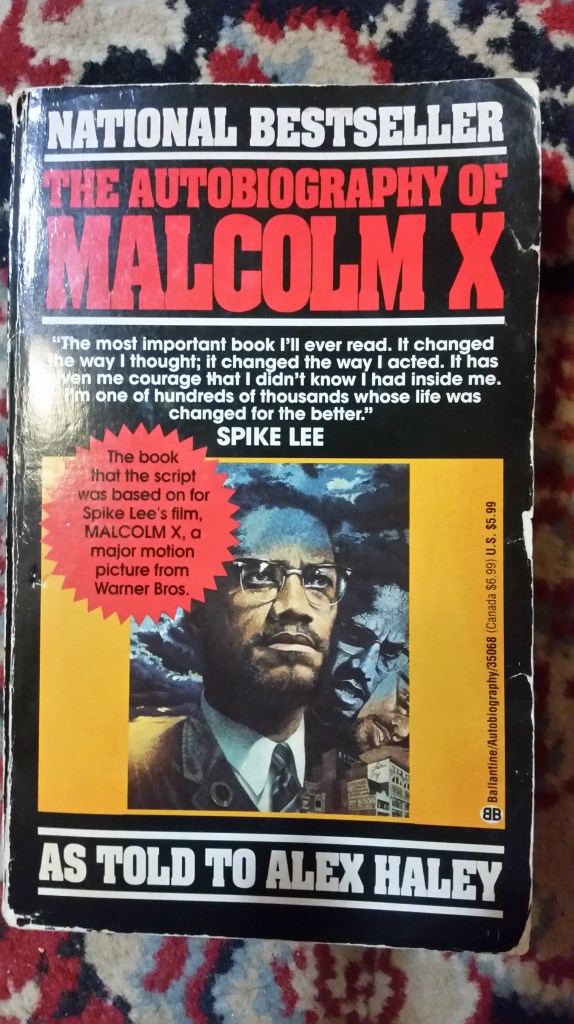 NATIONAL BESTSELLER
THE AUTOBIOGRAPHY OF
MALCOLM X
"The most important book I'll ever read. It changed
the way I thought; it changed the way I acted. It has
given me courage that I didn't know I had inside me.
I'm one of hundreds of thousands whose life was
changed for the better."
SPIKE LEE
The book
that the script
was based on for
Spike Lee's film,
MALCOLM X, a
major motion
picture from
Warner Bros.
Ballantine/Autobiography/35068 (Canada $6.99) U.S. $5.99
BB
AS TOLD TO ALEX HALEY